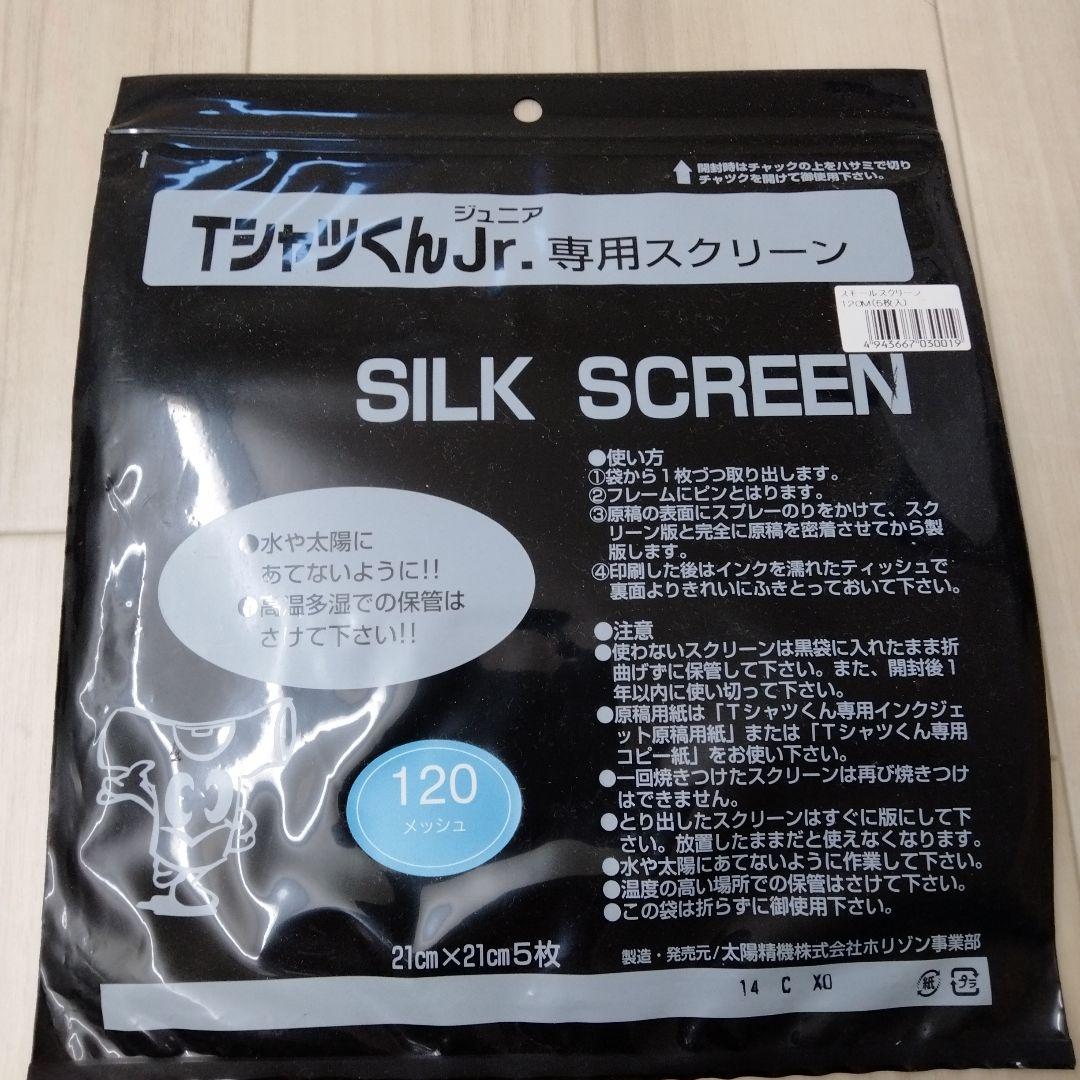 開封時はチャックの上をハサミで切り
チャックを開けて御使用下さい。
ジュニア
TシャツくんJr.専用スクリーン
スモールスクリーン
120M(5枚入)
4943667030019
SILK SCREEN
●水や太陽に
あてないように!!
●高温多湿での保管は
さけて下さい!!
●使い方
①袋から1枚づつ取り出します。
②フレームにピンとはります。
③原稿の表面にスプレーのりをかけて、スク
リーン版と完全に原稿を密着させてから製
版します。
④印刷した後はインクを濡れたティッシュで
裏面よりきれいにふきとっておいて下さい。
●注意
●使わないスクリーンは黒袋に入れたまま折
曲げずに保管して下さい。また、開封後1
年以内に使い切って下さい。
●原稿用紙は「Tシャツくん専用インクジェ
ット原稿用紙」または「Tシャツくん専用
コピー紙」をお使い下さい。
●一回焼きつけたスクリーンは再び焼きつけ
はできません。
●とり出したスクリーンはすぐに版にして下
さい。放置したままだと使えなくなります。
●水や太陽にあてないように作業して下さい。
●温度の高い場所での保管はさけて下さい。
●この袋は折らずに御使用下さい。
120
メッシュ
21cm×21cm5枚
製造・発売元/太陽精機株式会社ホリゾン事業部
14 C XO
紙
プラ